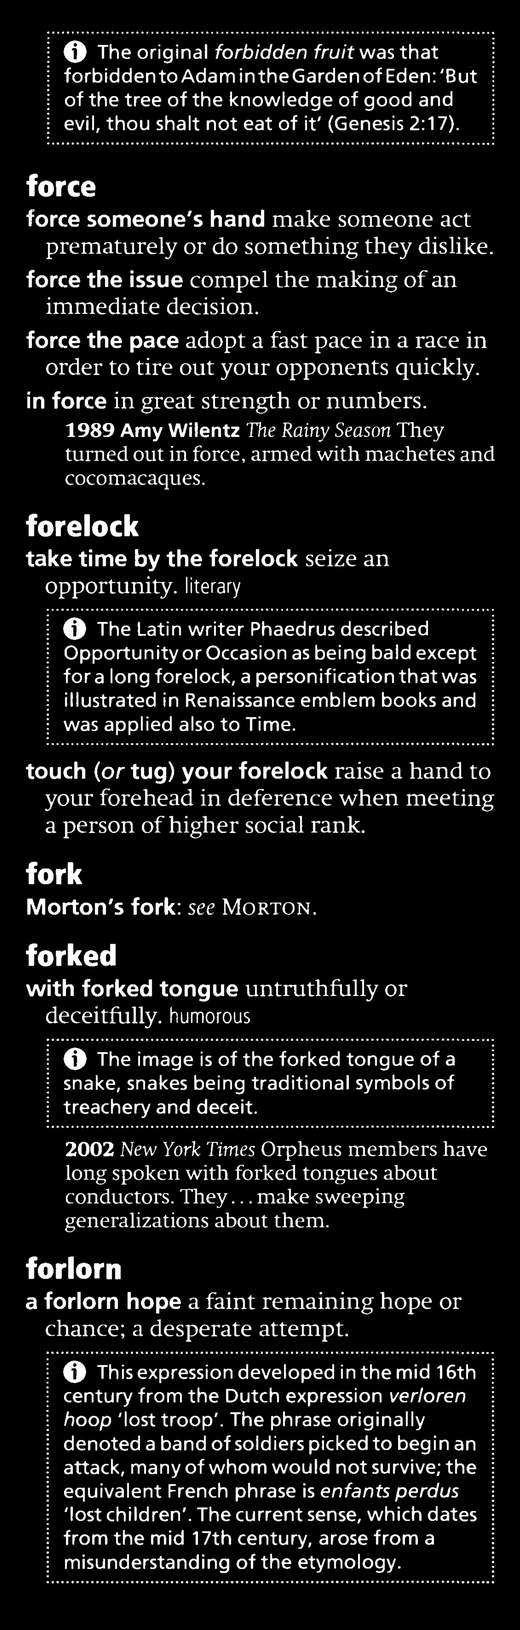 The original forbidden fruit was that
forbidden to Adam in the Garden of Eden: ‘But
of the tree of the knowledge of good and
evil, thou shalt not eat of it’ (Genesis 2:17).
force
force someone’s hand make someone act
prematurely or do something they dislike.
force the issue compel the making of an
immediate decision.
force the pace adopt a fast pace in a race in
order to tire out your opponents quickly.
in force in great strength or numbers.
1989 Amy Wilentz The Rainy Season They
turned out in force, armed with machetes and
cocomacaques.
forelock
take time by the forelock seize an
opportunity. literary
The Latin writer Phaedrus described
Opportunity or Occasion as being bald except
for a long forelock, a personification that was
illustrated in Renaissance emblem books and
was applied also to Time.
touch (or tug) your forelock raise a hand to
your forehead in deference when meeting
a person of higher social rank.
fork
Morton’s fork: see MORTON.
forked
with forked tongue untruthfully or
deceitfully. humorous
The image is of the forked tongue of a
snake, snakes being traditional symbols of
treachery and deceit.
2002 New York Times Orpheus members have
long spoken with forked tongues about
conductors. They...make sweeping
generalizations about them.
forlorn
a forlorn hope a faint remaining hope or
chance; a desperate attempt.
This expression developed in the mid 16th
century from the Dutch expression verloren
hoop ‘lost troop’. The phrase originally
denoted a band of soldiers picked to begin an
attack, many of whom would not survive; the
equivalent French phrase is enfants perdus
‘lost children’. The current sense, which dates
from the mid 17th century, arose from a
misunderstanding of the etymology.